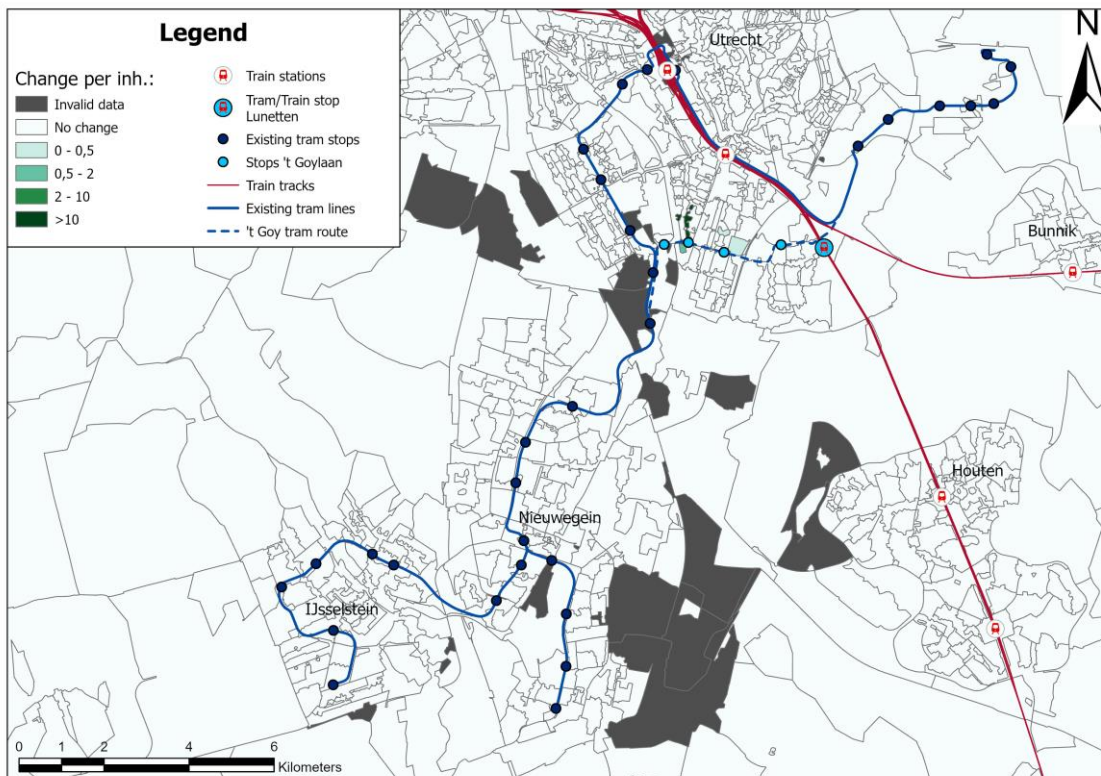 Legend
Change per inh.:
Invalid data
No change
0 - 0,5
0,5 - 2
2 - 10
>10
Train stations
Tram/Train stop
Lunetten
Existing tram stops
Stops 't Goylaan
Train tracks
Existing tram lines
't Goy tram route
Utrecht
N
Bunnik
Houten
Nieuwegein
IJsselstein
0 1 2 4 6
Kilometers